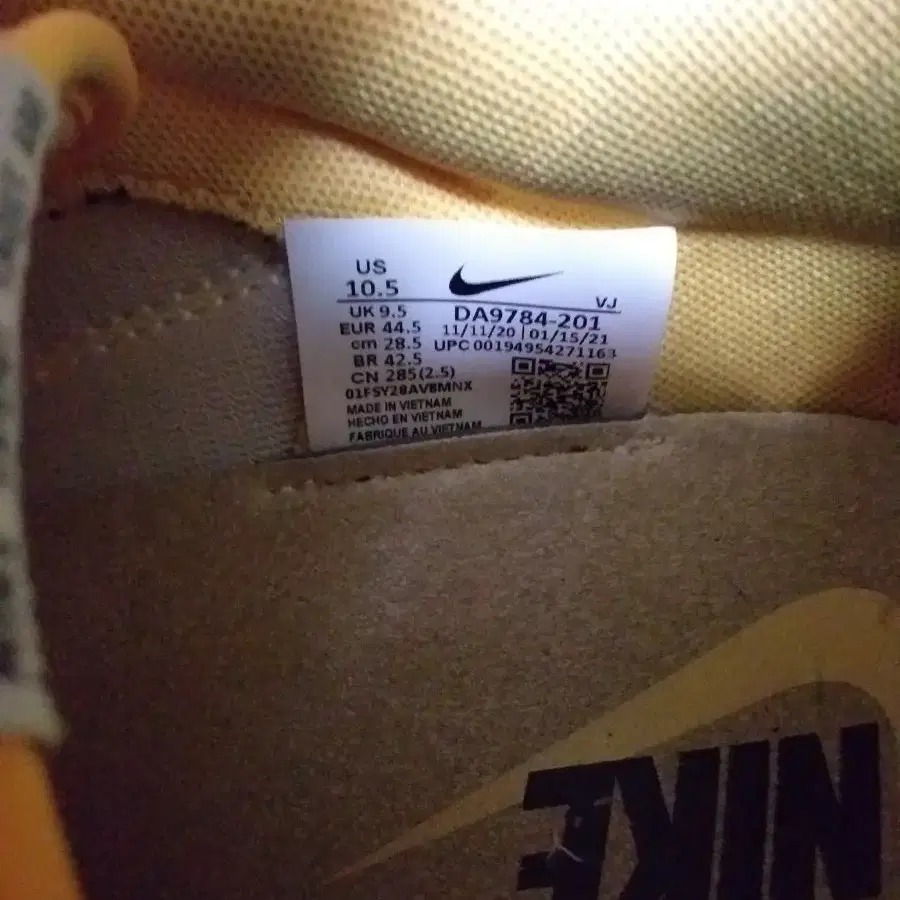 US
10.5
VJ
UK 9.5
DA9784-201
EUR 44.5
11/11/20 | 01/15/21
cm 28.5
UPC 00194954271163
BR 42.5
CN 285(2.5)
01FSY28AV8MNX
MADE IN VIETNAM
HECHO EN VIETNAM
FABRIQUE AU VIETNAM
NIKE